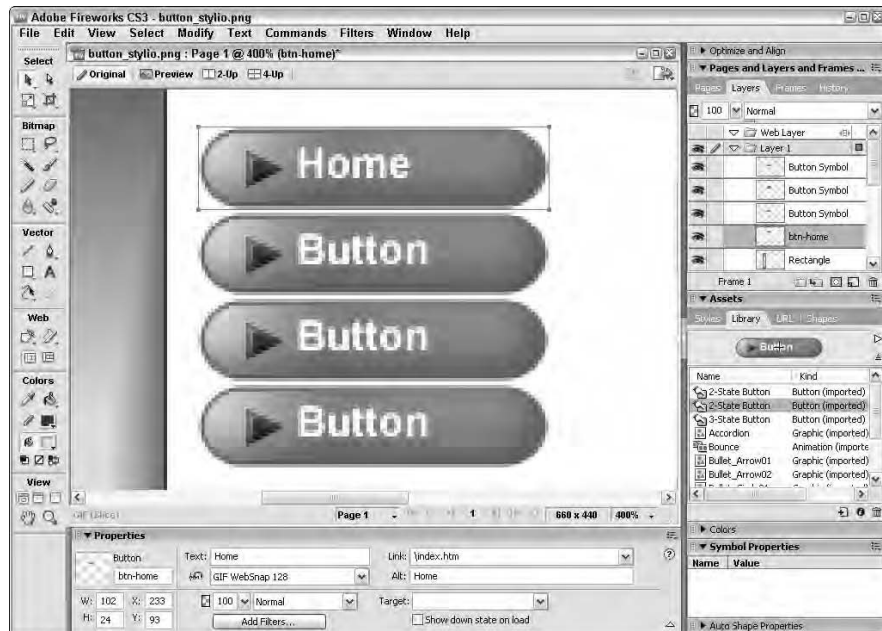 Adobe Fireworks CS3 - button_stylio.png
File Edit View Select Modify Text Commands Filters Window Help
Select
Bitmap
Vector
Web
Colors
View
button_stylio.png : Page 1 @ 400% (btn-home)*
Original Preview 2-Up 4-Up
Home
Button
Button
Button
Page 1 1 660 x 440 400%
Properties
Button
btn-home
Text: Home
GIF WebSnap 128
Link: \index.htm
Alt: Home
W: 102 X: 233
H: 24 Y: 93
100 Normal
Add Filters...
Target:
Show down state on load
Optimize and Align
Pages and Layers and Frames ...
Pages Layers Frames History
100 Normal
Web Layer
Layer 1
Button Symbol
Button Symbol
Button Symbol
btn-home
Rectangle
Frame 1
Assets
Styles Library URL Shapes
Button
Name Kind
2-State Button Button (imported)
2-State Button Button (imported)
3-State Button Button (imported)
Accordion Graphic (imported)
Bounce Animation (importe
Bullet_Arrow01 Graphic (imported)
Bullet_Arrow02 Graphic (imported)
Colors
Symbol Properties
Name Value
Auto Shape Properties